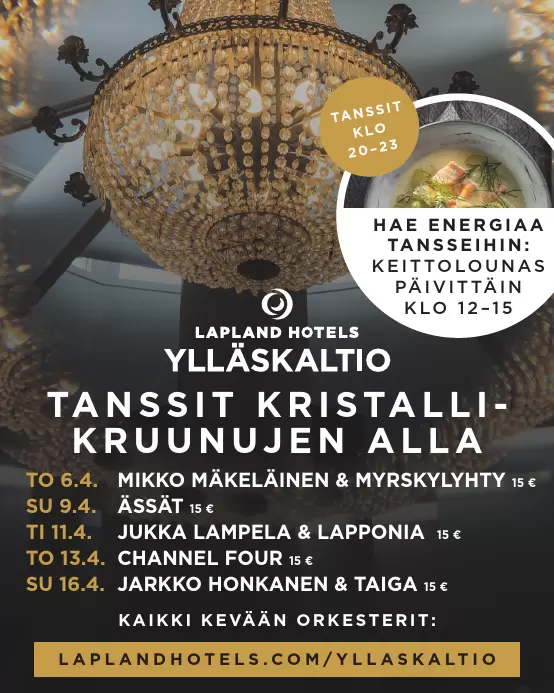 TANSSIT
KLO
20–23
HAE ENERGIAA
TANSSEIHIN:
KEITTOLOUNAS
PÄIVITTÄIN
KLO 12–15
LAPLAND HOTELS
YLLÄSKALTIO
TANSSIT KRISTALLI-
KRUUNUJEN ALLA
TO 6.4. MIKKO MÄKELÄINEN & MYRSKYLYHTY 15 €
SU 9.4. ÄSSÄT 15 €
TI 11.4. JUKKA LAMPELA & LAPPONIA 15 €
TO 13.4. CHANNEL FOUR 15 €
SU 16.4. JARKKO HONKANEN & TAIGA 15 €
KAIKKI KEVÄÄN ORKESTERIT:
LAPLANDHOTELS.COM/YLLASKALTIO